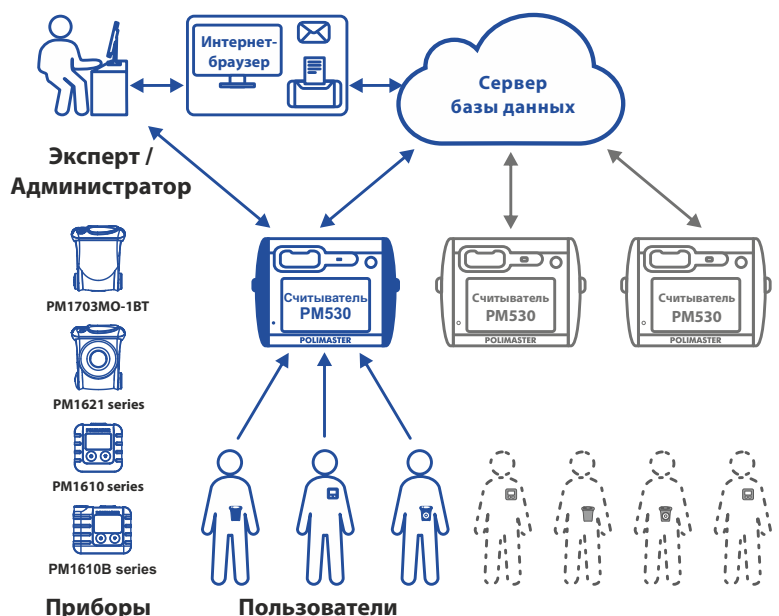 Интернет-
браузер
Сервер
базы данных
Эксперт /
Администратор
PM1703MO-1BT
PM1621 series
PM1610 series
PM1610B series
Приборы
Считыватель
PM530
POLIMASTER
Считыватель
PM530
POLIMASTER
Считыватель
PM530
POLIMASTER
Пользователи